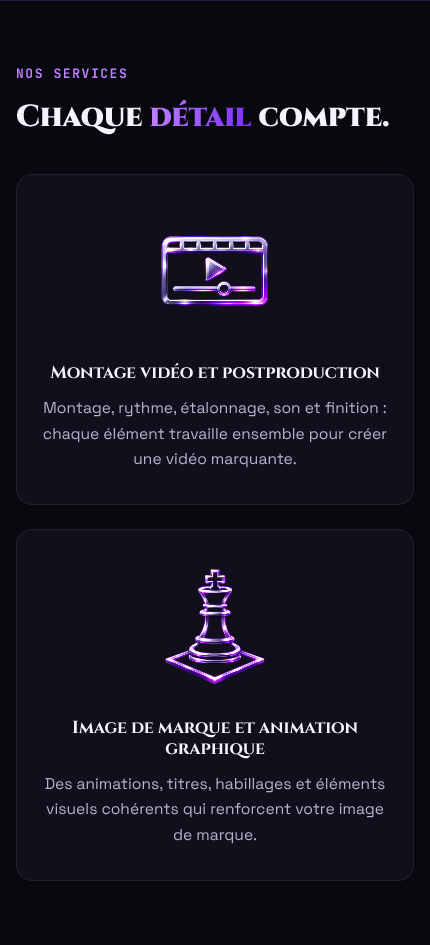 NOS SERVICES
Chaque détail compte.
Montage vidéo et postproduction
Montage, rythme, étalonnage, son et finition :
chaque élément travaille ensemble pour créer
une vidéo marquante.
Image de marque et animation
graphique
Des animations, titres, habillages et éléments
visuels cohérents qui renforcent votre image
de marque.